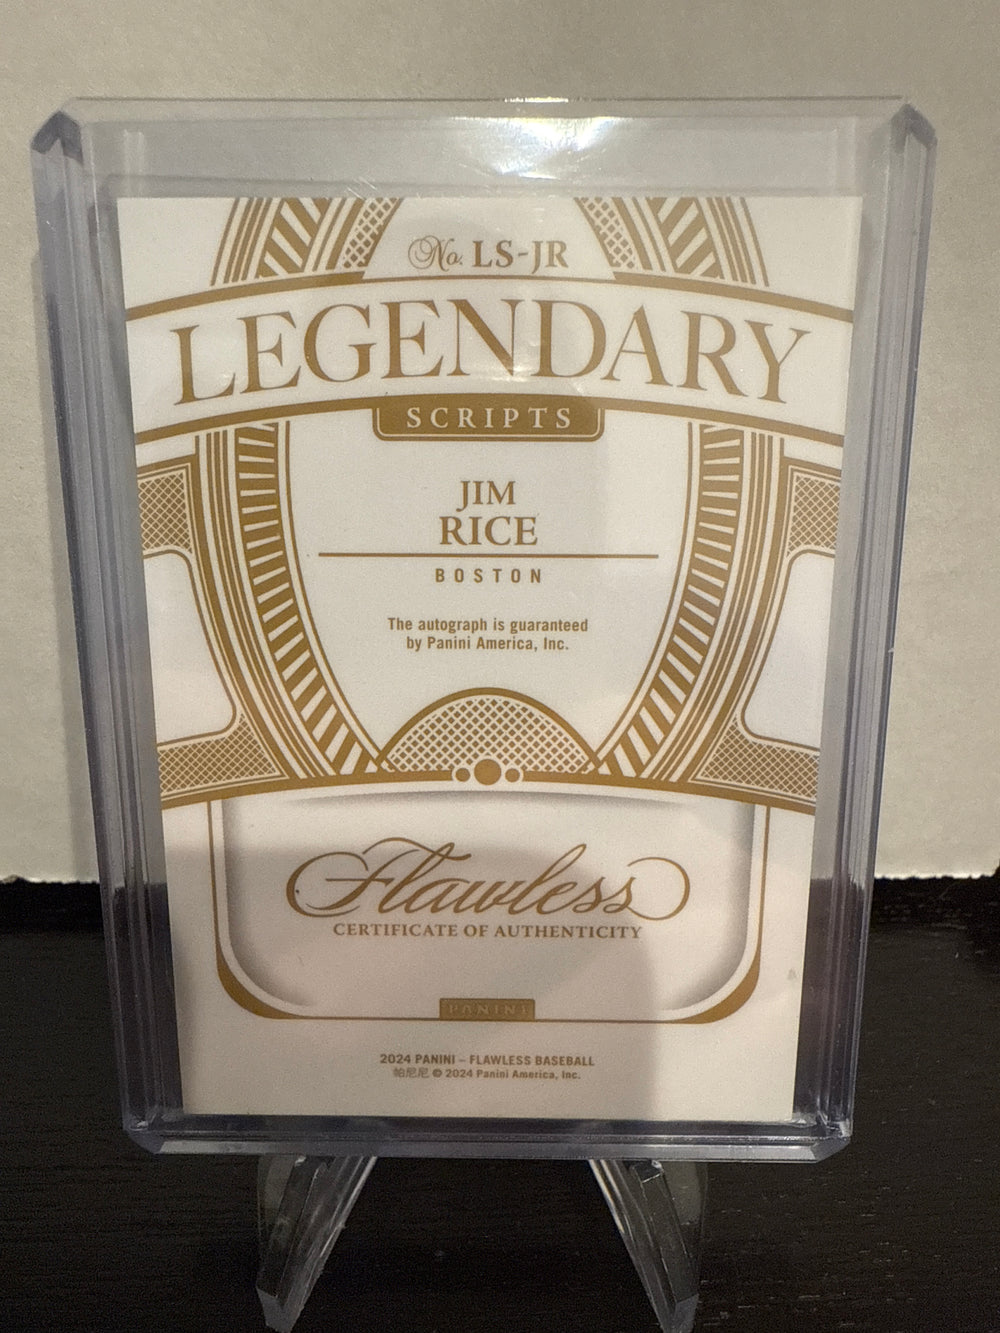 No. LS-JR
LEGENDARY
SCRIPTS
JIM
RICE
BOSTON
The autograph is guaranteed
by Panini America, Inc.
Flawless
CERTIFICATE OF AUTHENTICITY
PANINI
2024 PANINI – FLAWLESS BASEBALL
帕尼尼 © 2024 Panini America, Inc.